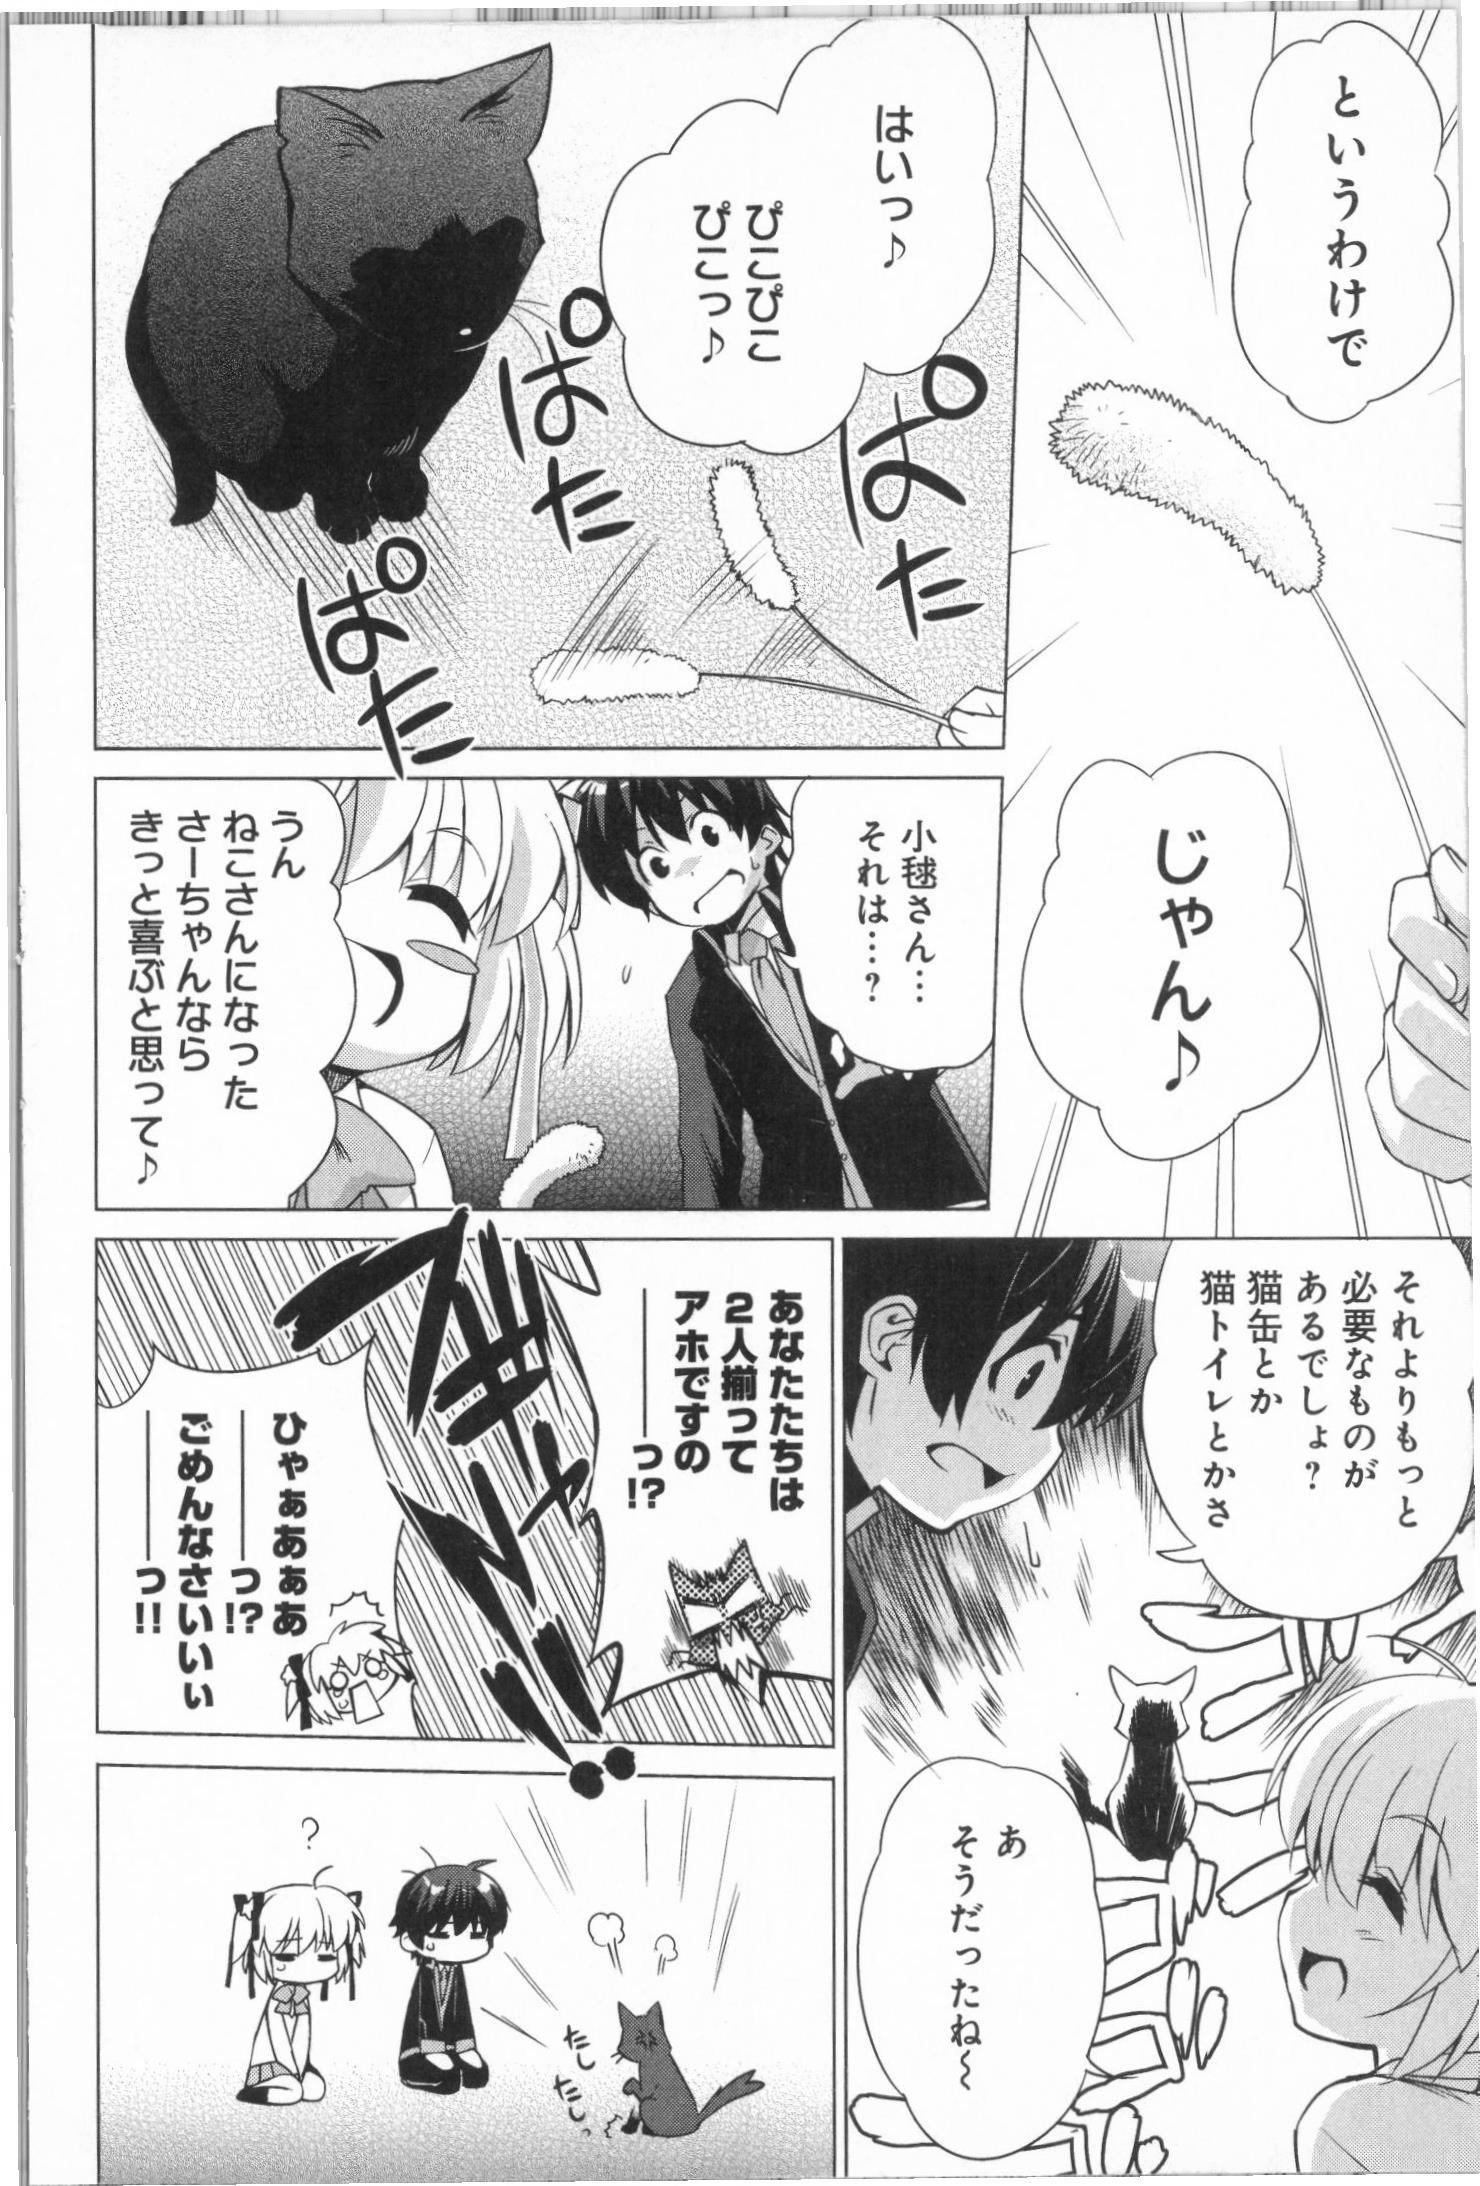 というわけで
じゃん♪
はいっ♪
ぴこぴこ
ぴこっ♪
ぱた
ぱた
ぱた
小毬さん…
それは…?
うん
ねこさんになった
さーちゃんなら
きっと喜ぶと思って♪
それよりもっと
必要なものが
あるでしょ?
猫缶とか
猫トイレとかさ
あ
そうだったね〜
あなたたちは
2人揃って
アホですの
――っ!?
ひゃぁあぁぁ
――っ!?
ごめんなさいいぃ
――っ!!
?
たし
たしっ